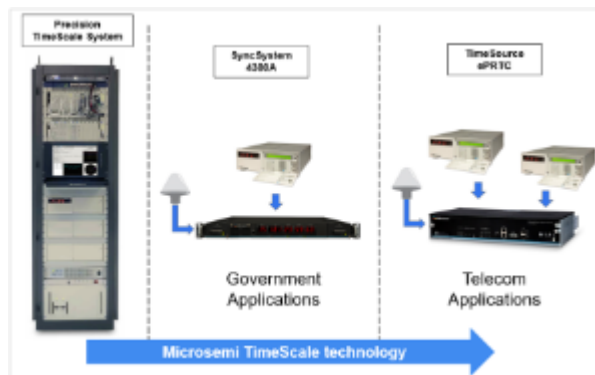 Precision
TimeScale System
SyncSystem
4380A
TimeSource
ePRTC
Government
Applications
Telecom
Applications
Microsemi TimeScale technology